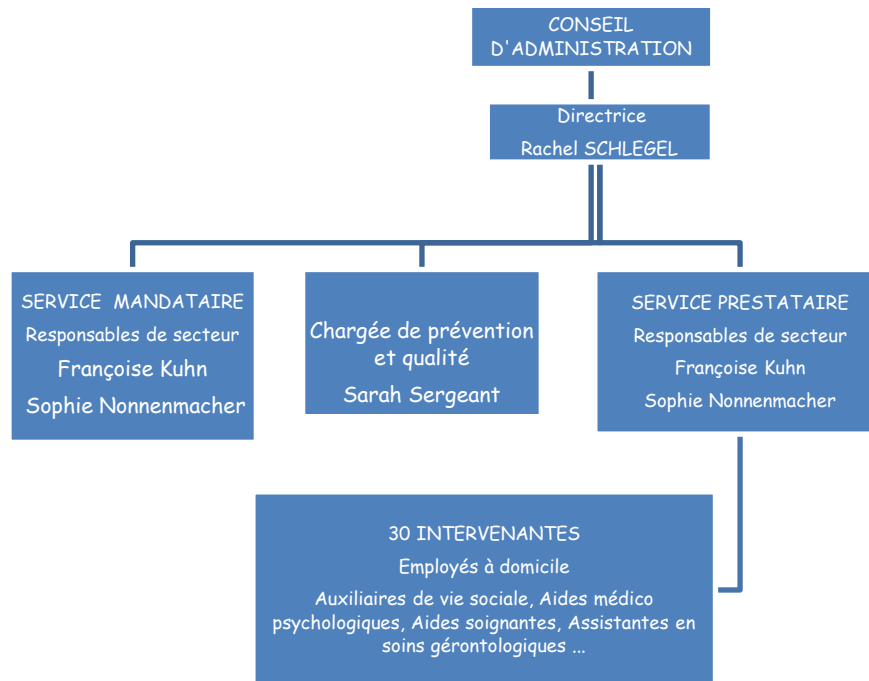 CONSEIL
D'ADMINISTRATION
Directrice
Rachel SCHLEGEL
SERVICE MANDATAIRE
Responsables de secteur
Françoise Kuhn
Sophie Nonnenmacher
Chargée de prévention
et qualité
Sarah Sergeant
SERVICE PRESTATAIRE
Responsables de secteur
Françoise Kuhn
Sophie Nonnenmacher
30 INTERVENANTES
Employés à domicile
Auxiliaires de vie sociale, Aides médico
psychologiques, Aides soignantes, Assistantes en
soins gérontologiques ...